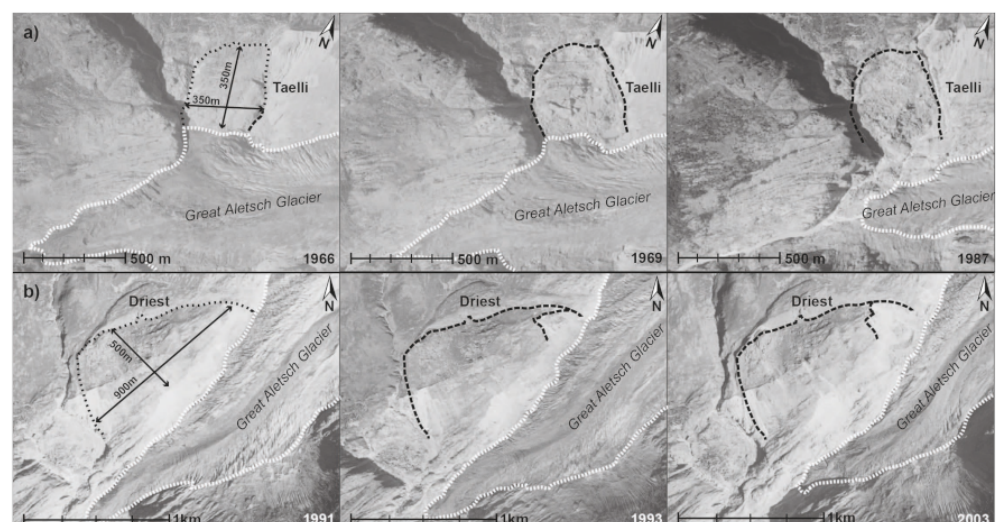 a)
N
350m
350m
Taelli
Great Aletsch Glacier
500 m
1966
N
Taelli
Great Aletsch Glacier
500 m
1969
N
Taelli
Great Aletsch Glacier
500 m
1987
b)
Driest
N
500m
900m
Great Aletsch Glacier
1km
1991
Driest
N
Great Aletsch Glacier
1km
1993
Driest
N
Great Aletsch Glacier
1km
2003